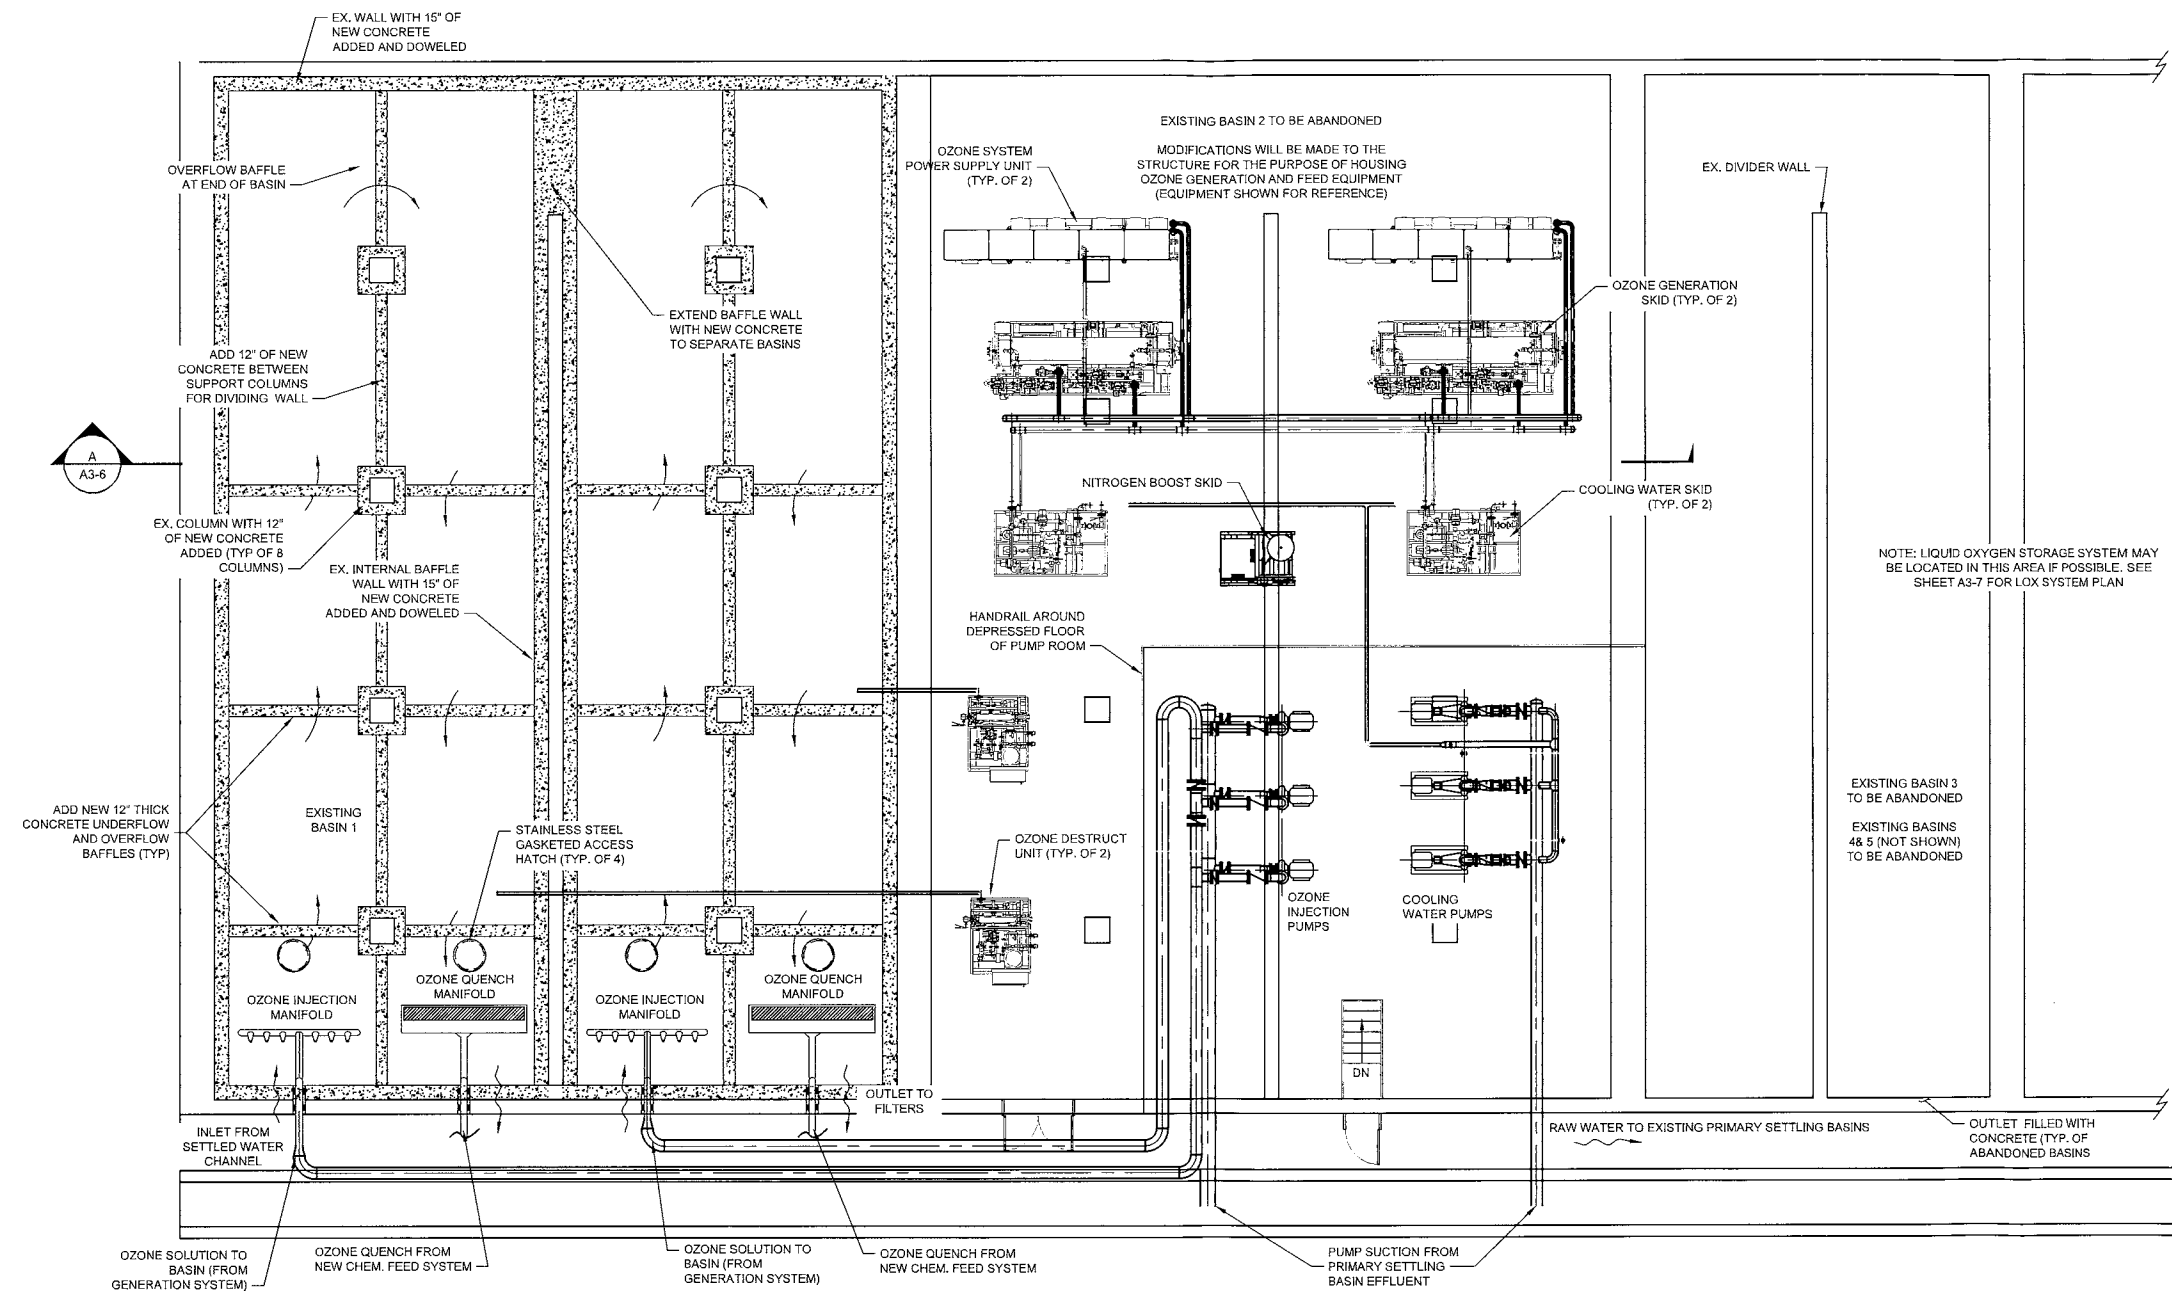 EX. WALL WITH 15" OF
NEW CONCRETE
ADDED AND DOWELED
EXISTING BASIN 2 TO BE ABANDONED
MODIFICATIONS WILL BE MADE TO THE
STRUCTURE FOR THE PURPOSE OF HOUSING
OZONE GENERATION AND FEED EQUIPMENT
(EQUIPMENT SHOWN FOR REFERENCE)
OZONE SYSTEM
POWER SUPPLY UNIT
(TYP. OF 2)
EX. DIVIDER WALL
OVERFLOW BAFFLE
AT END OF BASIN
OZONE GENERATION
SKID (TYP. OF 2)
EXTEND BAFFLE WALL
WITH NEW CONCRETE
TO SEPARATE BASINS
ADD 12" OF NEW
CONCRETE BETWEEN
SUPPORT COLUMNS
FOR DIVIDING WALL
A
A3-6
NITROGEN BOOST SKID
COOLING WATER SKID
(TYP. OF 2)
EX. COLUMN WITH 12"
OF NEW CONCRETE
ADDED (TYP OF 8
COLUMNS)
EX. INTERNAL BAFFLE
WALL WITH 15" OF
NEW CONCRETE
ADDED AND DOWELED
NOTE: LIQUID OXYGEN STORAGE SYSTEM MAY
BE LOCATED IN THIS AREA IF POSSIBLE. SEE
SHEET A3-7 FOR LOX SYSTEM PLAN
HANDRAIL AROUND
DEPRESSED FLOOR
OF PUMP ROOM
ADD NEW 12" THICK
CONCRETE UNDERFLOW
AND OVERFLOW
BAFFLES (TYP)
EXISTING
BASIN 1
STAINLESS STEEL
GASKETED ACCESS
HATCH (TYP. OF 4)
OZONE DESTRUCT
UNIT (TYP. OF 2)
EXISTING BASIN 3
TO BE ABANDONED
EXISTING BASINS
4& 5 (NOT SHOWN)
TO BE ABANDONED
OZONE
INJECTION
PUMPS
COOLING
WATER PUMPS
OZONE INJECTION
MANIFOLD
OZONE QUENCH
MANIFOLD
OZONE INJECTION
MANIFOLD
OZONE QUENCH
MANIFOLD
DN
OUTLET TO
FILTERS
INLET FROM
SETTLED WATER
CHANNEL
RAW WATER TO EXISTING PRIMARY SETTLING BASINS
OUTLET FILLED WITH
CONCRETE (TYP. OF
ABANDONED BASINS
OZONE SOLUTION TO
BASIN (FROM
GENERATION SYSTEM)
OZONE QUENCH FROM
NEW CHEM. FEED SYSTEM
OZONE SOLUTION TO
BASIN (FROM
GENERATION SYSTEM)
OZONE QUENCH FROM
NEW CHEM. FEED SYSTEM
PUMP SUCTION FROM
PRIMARY SETTLING
BASIN EFFLUENT